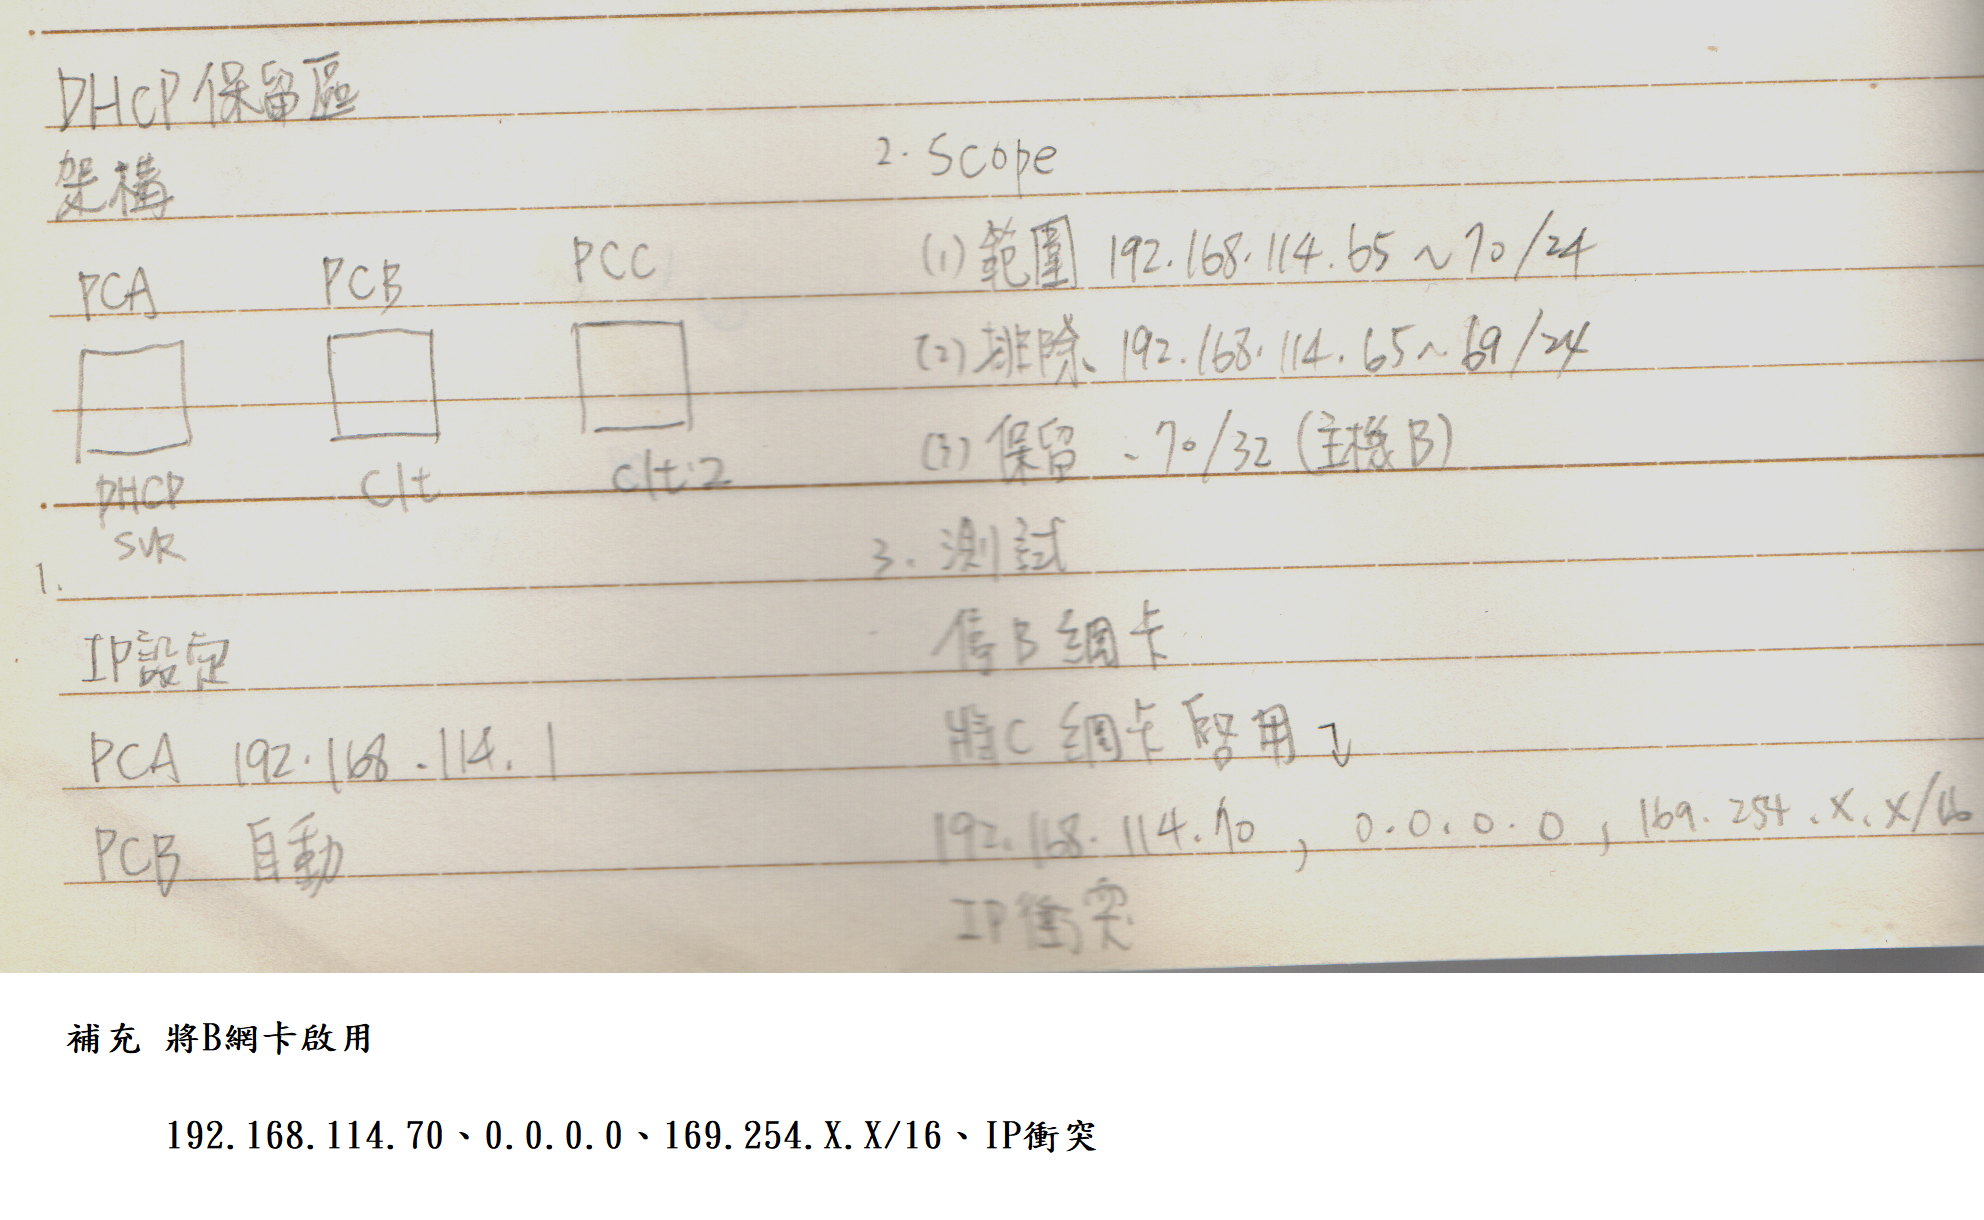 DHCP保留區
架構
PCA PCB PCC
DHCP SVR clt clt2
1.
IP設定
PCA 192.168.114.1
PCB 自動
2. Scope
(1) 範圍 192.168.114.65~70/24
(2) 排除 192.168.114.65~69/24
(3) 保留 .70/32 (主機B)
3. 測試
停B網卡
將C網卡啓用
192.168.114.70, 0.0.0.0, 169.254.X.X/16
IP衝突
補充 將B網卡啟用
192.168.114.70、0.0.0.0、169.254.X.X/16、IP衝突